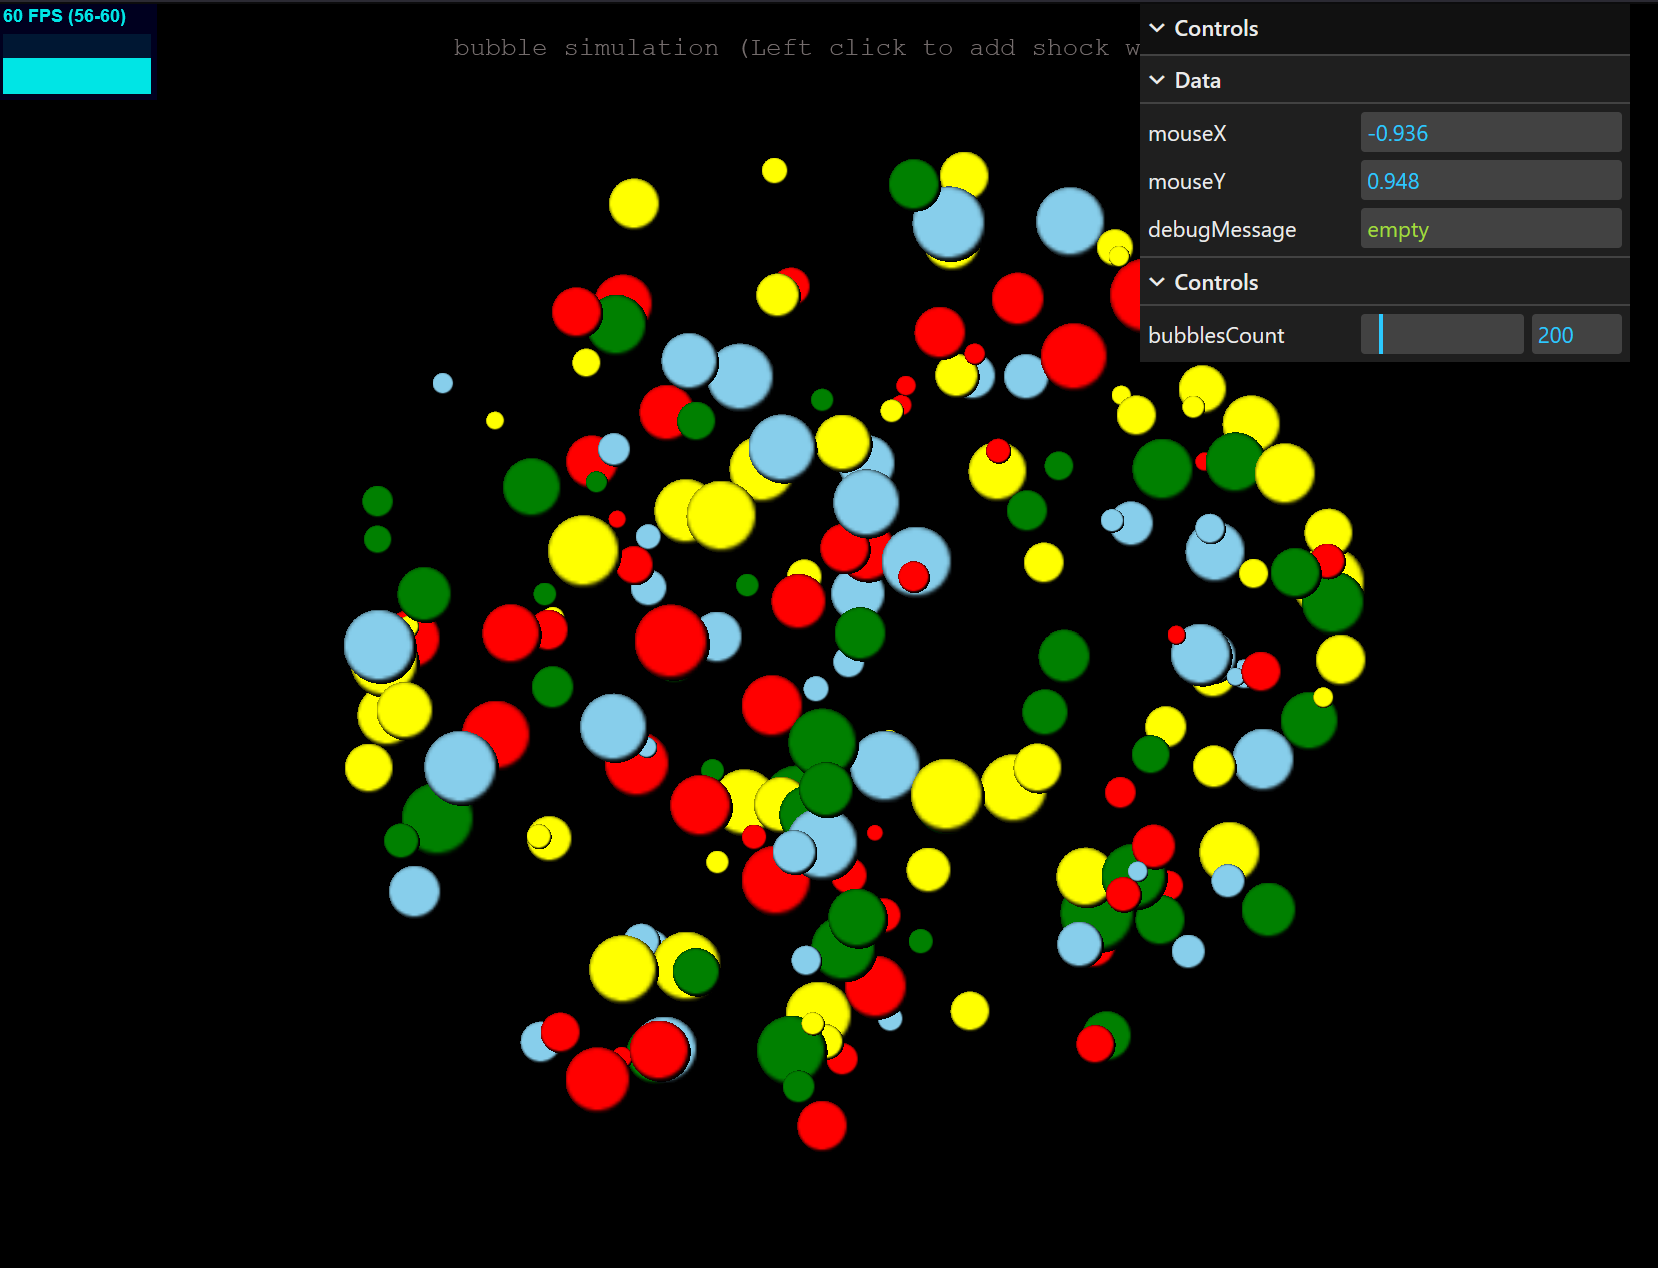 60 FPS (56-60)
bubble simulation (Left click to add shock w
Controls
Data
mouseX -0.936
mouseY 0.948
debugMessage empty
Controls
bubblesCount 200